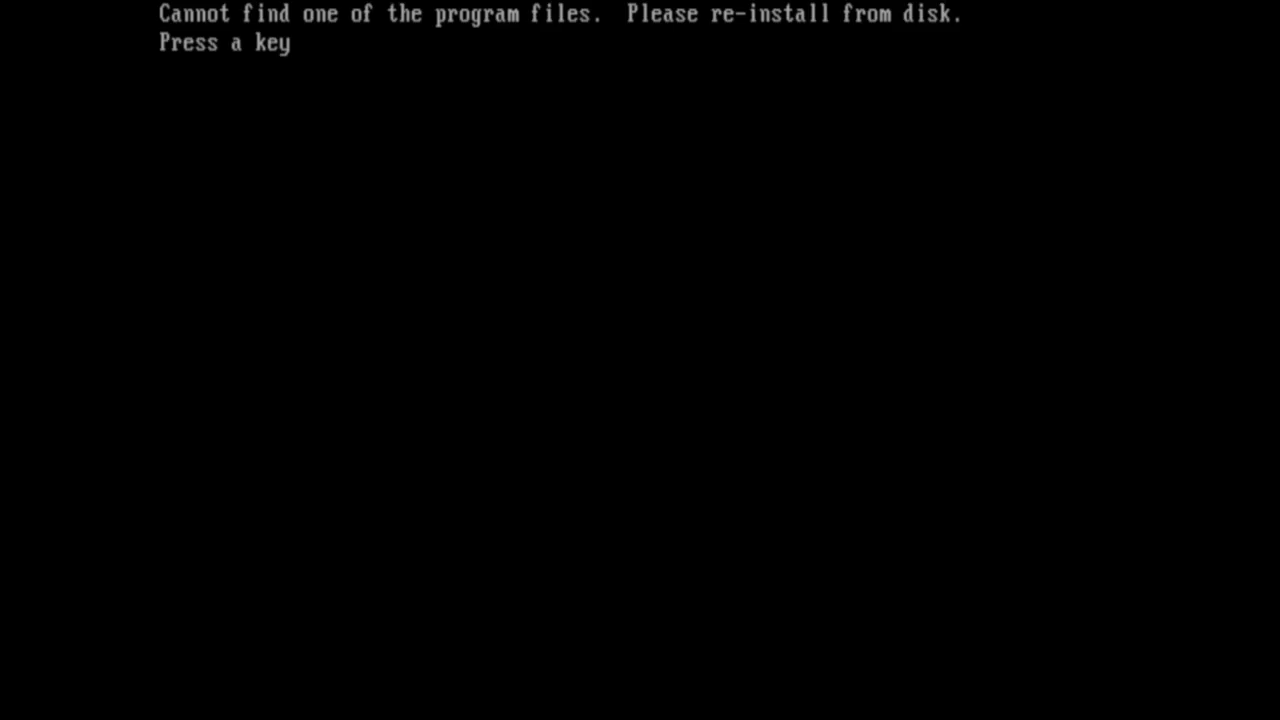 Cannot find one of the program files.  Please re-install from disk.
Press a key